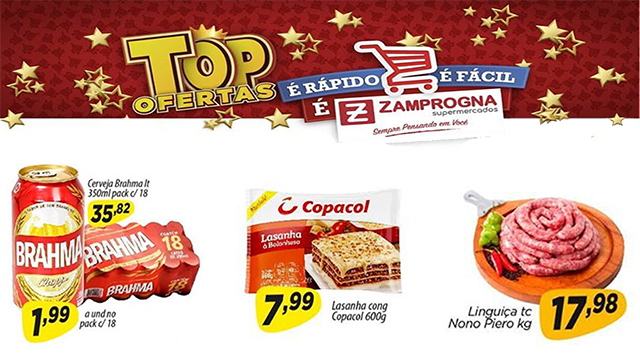 TOP
OFERTAS
É RÁPIDO É FÁCIL
É Z ZAMPROGNA
supermercados
Sempre Pensando em Você
Cerveja Brahma lt
350ml pack c/ 18
35,82
BRAHMA
Chopp
BRAHMA
18
1,99
a und no
pack c/ 18
Copacol
Lasanha
à Bolonhesa
7,99
Lasanha cong
Copacol 600g
Linguiça tc
Nono Piero kg
17,98